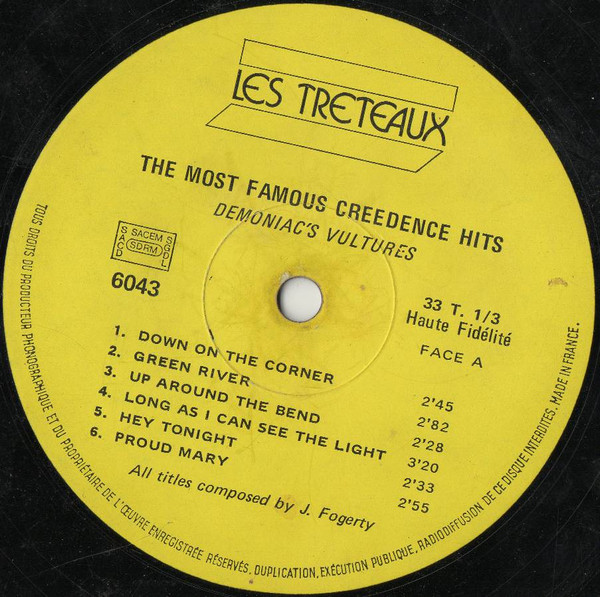 LES TRETEAUX
THE MOST FAMOUS CREEDENCE HITS
DEMONIAC'S VULTURES
SACD SACEM SDRM SGDL
6043
33 T. 1/3
Haute Fidélité
FACE A
1. DOWN ON THE CORNER 2'45
2. GREEN RIVER 2'82
3. UP AROUND THE BEND 2'28
4. LONG AS I CAN SEE THE LIGHT 3'20
5. HEY TONIGHT 2'33
6. PROUD MARY 2'55
All titles composed by J. Fogerty
TOUS DROITS DU PRODUCTEUR PHONOGRAPHIQUE ET DU PROPRIÉTAIRE DE L'ŒUVRE ENREGISTRÉE RÉSERVÉS. DUPLICATION, EXÉCUTION PUBLIQUE, RADIODIFFUSION DE CE DISQUE INTERDITES. MADE IN FRANCE.